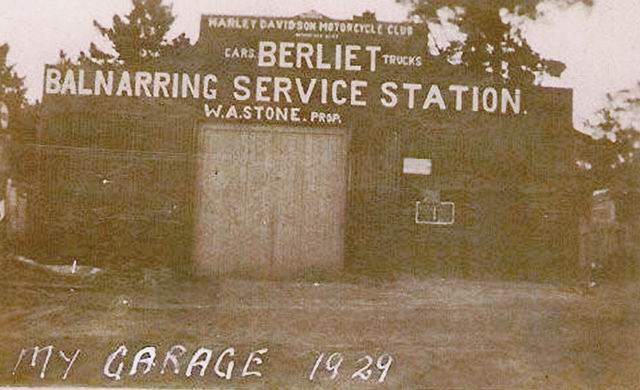 HARLEY DAVIDSON MOTORCYCLE CLUB
CARS BERLIET TRUCKS
BALNARRING SERVICE STATION.
W.A.STONE. PROP.
MY GARAGE 1929